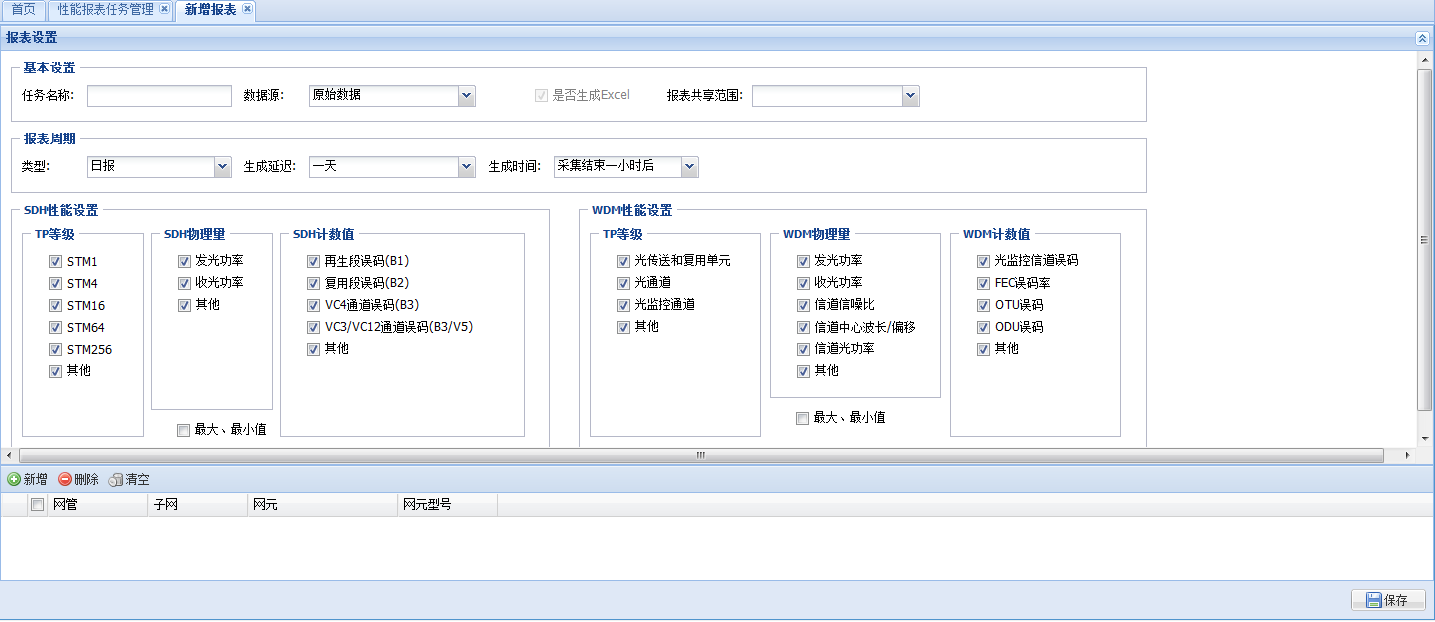 首页 性能报表任务管理 新增报表
报表设置
基本设置
任务名称: 数据源: 原始数据 是否生成Excel 报表共享范围:
报表周期
类型: 日报 生成延迟: 一天 生成时间: 采集结束一小时后
SDH性能设置
TP等级
STM1
STM4
STM16
STM64
STM256
其他
SDH物理量
发光功率
收光功率
其他
最大、最小值
SDH计数值
再生段误码(B1)
复用段误码(B2)
VC4通道误码(B3)
VC3/VC12通道误码(B3/V5)
其他
WDM性能设置
TP等级
光传送和复用单元
光通道
光监控通道
其他
WDM物理量
发光功率
收光功率
信道信噪比
信道中心波长/偏移
信道光功率
其他
最大、最小值
WDM计数值
光监控信道误码
FEC误码率
OTU误码
ODU误码
其他
新增 删除 清空
网管 子网 网元 网元型号
保存